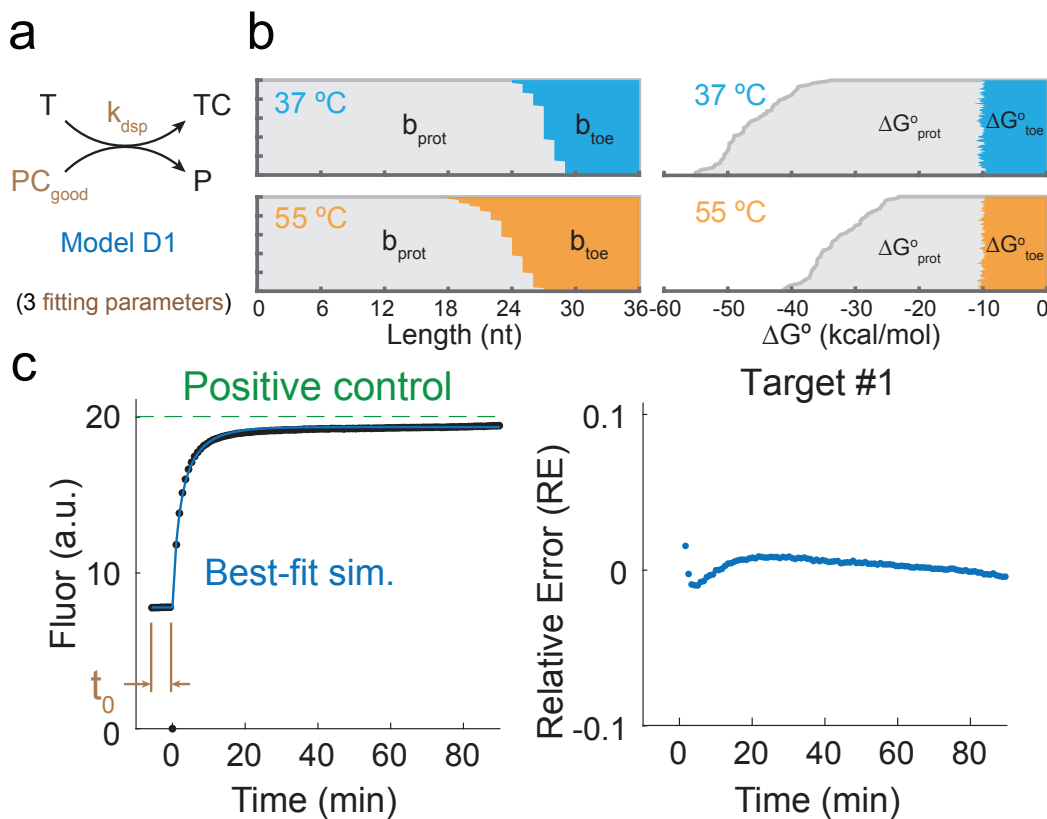 a
T
k_dsp
TC
PC_good
P
Model D1
(3 fitting parameters)
b
37 ºC
b_prot
b_toe
55 ºC
b_prot
b_toe
0 6 12 18 24 30 36
Length (nt)
37 ºC
ΔGº_prot
ΔGº_toe
55 ºC
ΔGº_prot
ΔGº_toe
-60 -50 -40 -30 -20 -10 0
ΔGº (kcal/mol)
c
Positive control
20
10
0
Fluor (a.u.)
Best-fit sim.
t_0
0 20 40 60 80
Time (min)
Target #1
0.1
0
-0.1
Relative Error (RE)
0 20 40 60 80
Time (min)